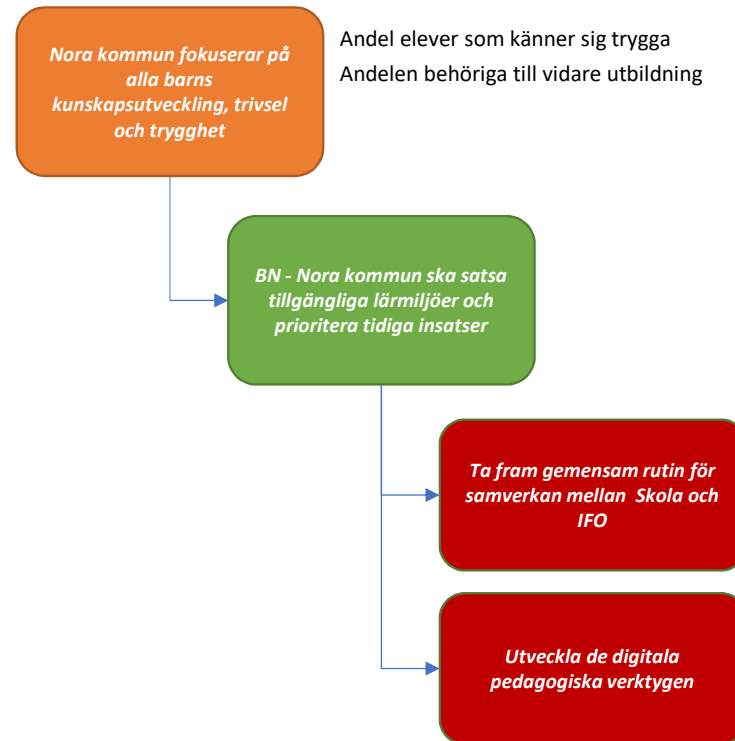 Nora kommun fokuserar på
alla barns
kunskapsutveckling, trivsel
och trygghet
Andel elever som känner sig trygga
Andelen behöriga till vidare utbildning
BN - Nora kommun ska satsa
tillgängliga lärmiljöer och
prioritera tidiga insatser
Ta fram gemensam rutin för
samverkan mellan  Skola och
IFO
Utveckla de digitala
pedagogiska verktygen